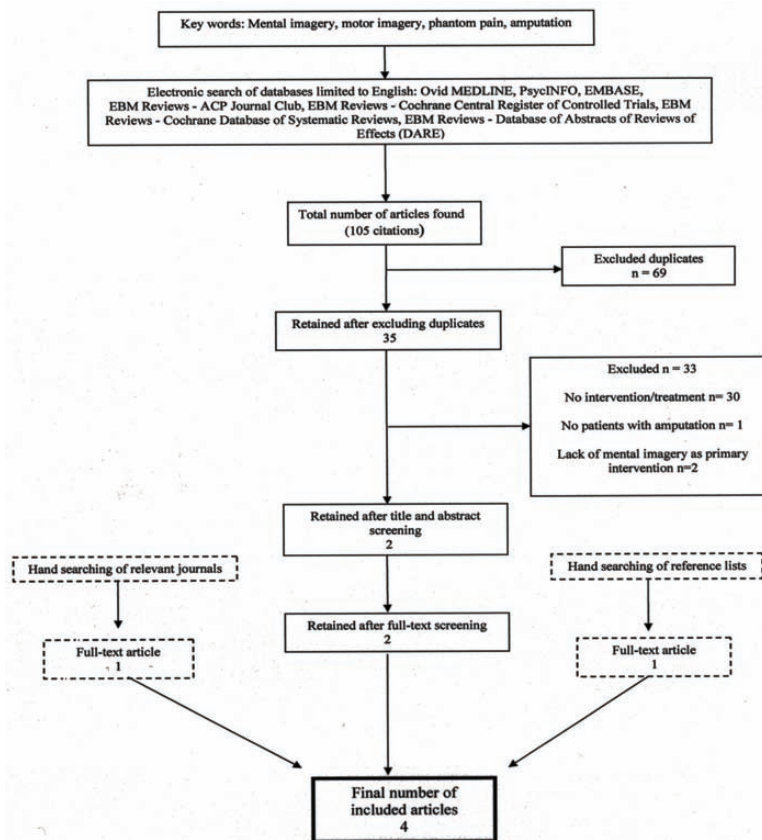 Key words: Mental imagery, motor imagery, phantom pain, amputation
Electronic search of databases limited to English: Ovid MEDLINE, PsycINFO, EMBASE,
EBM Reviews - ACP Journal Club, EBM Reviews - Cochrane Central Register of Controlled Trials, EBM
Reviews - Cochrane Database of Systematic Reviews, EBM Reviews - Database of Abstracts of Reviews of
Effects (DARE)
Total number of articles found
(105 citations)
Excluded duplicates
n = 69
Retained after excluding duplicates
35
Excluded n = 33
No intervention/treatment n= 30
No patients with amputation n= 1
Lack of mental imagery as primary
intervention n=2
Retained after title and abstract
screening
2
Hand searching of relevant journals
Hand searching of reference lists
Retained after full-text screening
2
Full-text article
1
Full-text article
1
Final number of
included articles
4